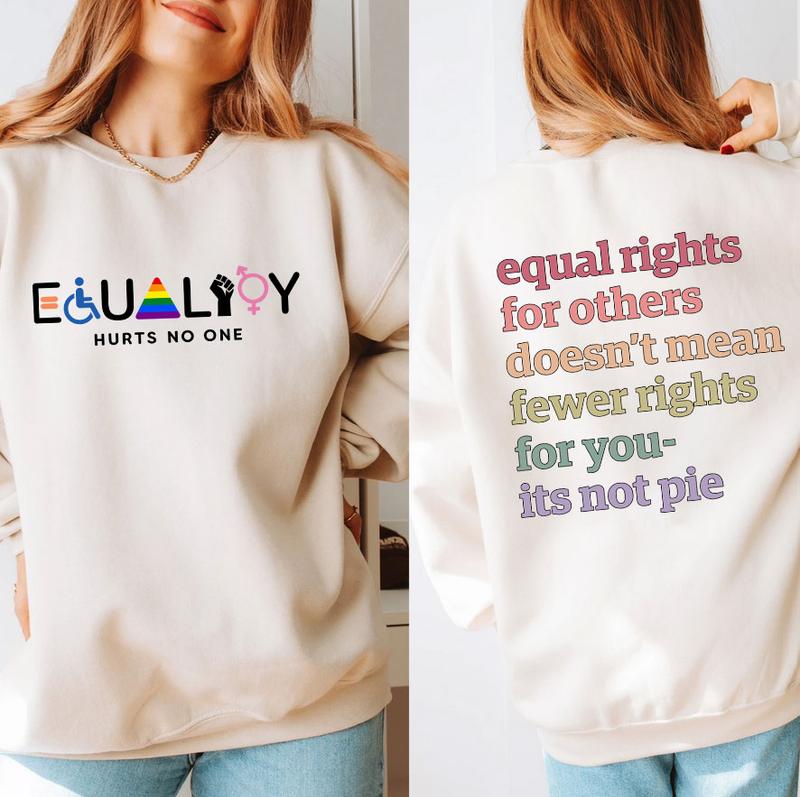 EQUALITY
HURTS NO ONE
equal rights
for others
doesn't mean
fewer rights
for you-
its not pie